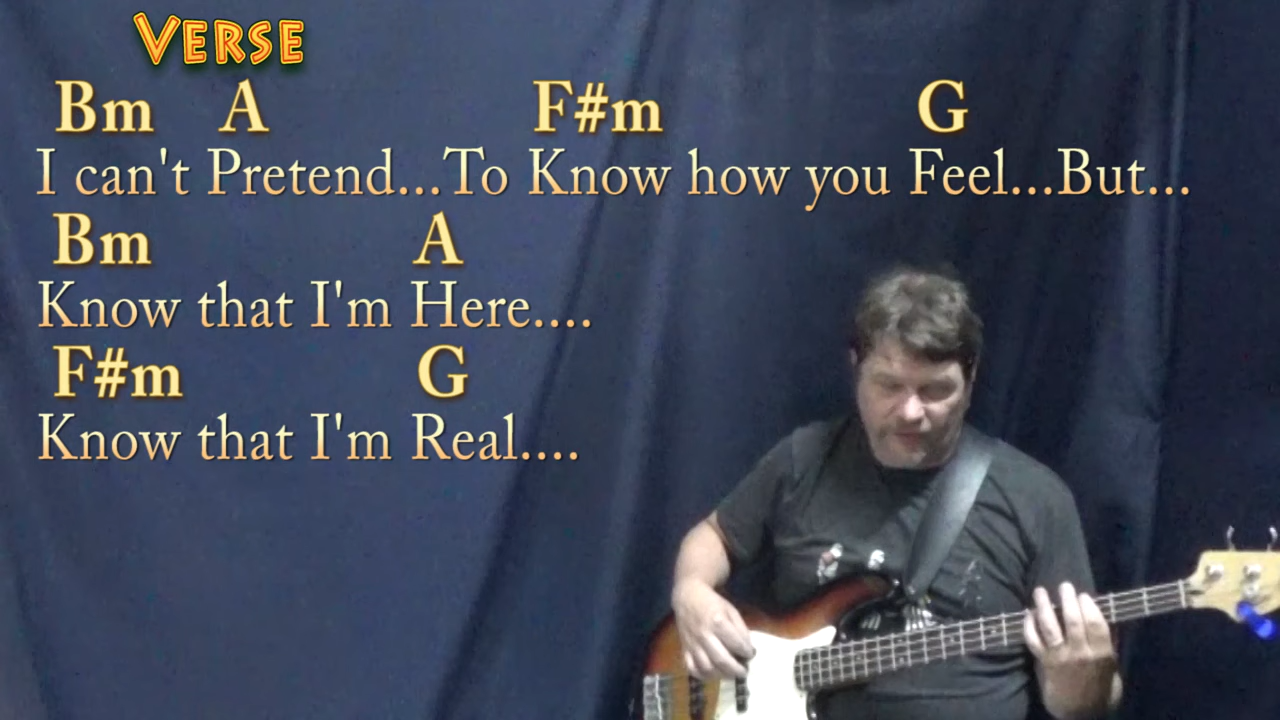 VERSE
Bm A F#m G
I can't Pretend...To Know how you Feel...But...
Bm A
Know that I'm Here....
F#m G
Know that I'm Real....